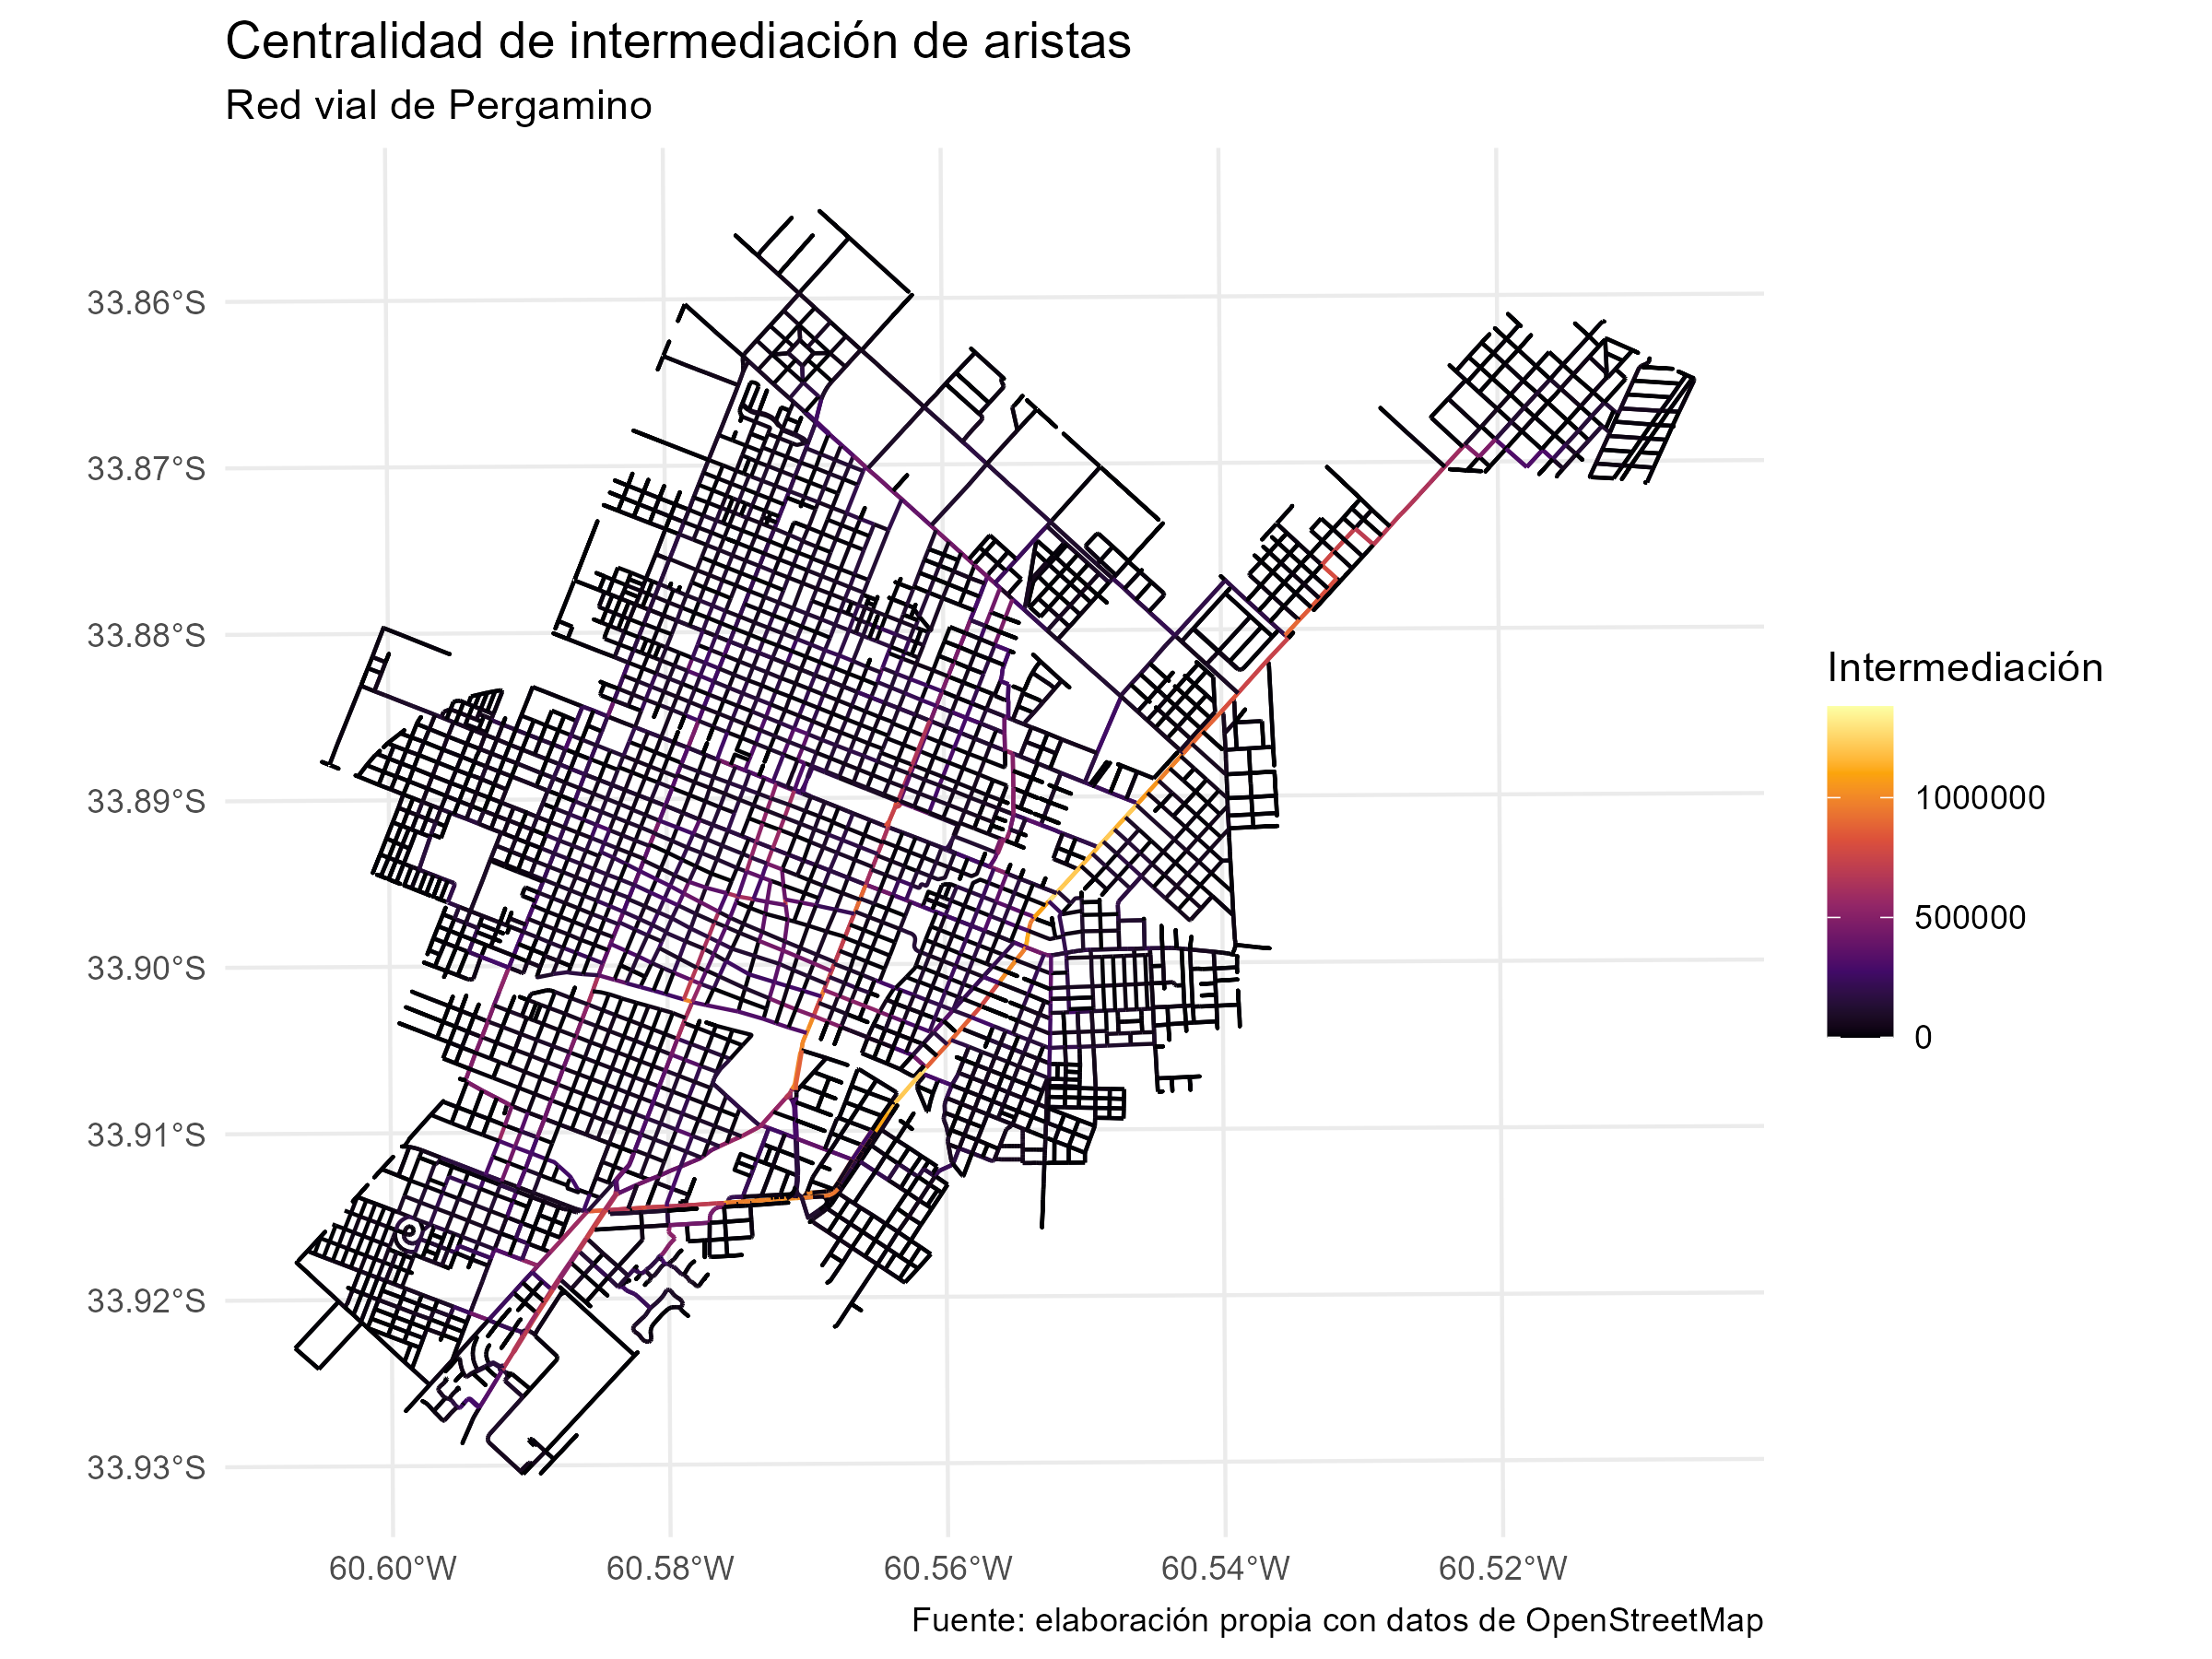 Centralidad de intermediación de aristas
Red vial de Pergamino
33.86°S
33.87°S
33.88°S
33.89°S
33.90°S
33.91°S
33.92°S
33.93°S
60.60°W 60.58°W 60.56°W 60.54°W 60.52°W
Intermediación
1000000
500000
0
Fuente: elaboración propia con datos de OpenStreetMap